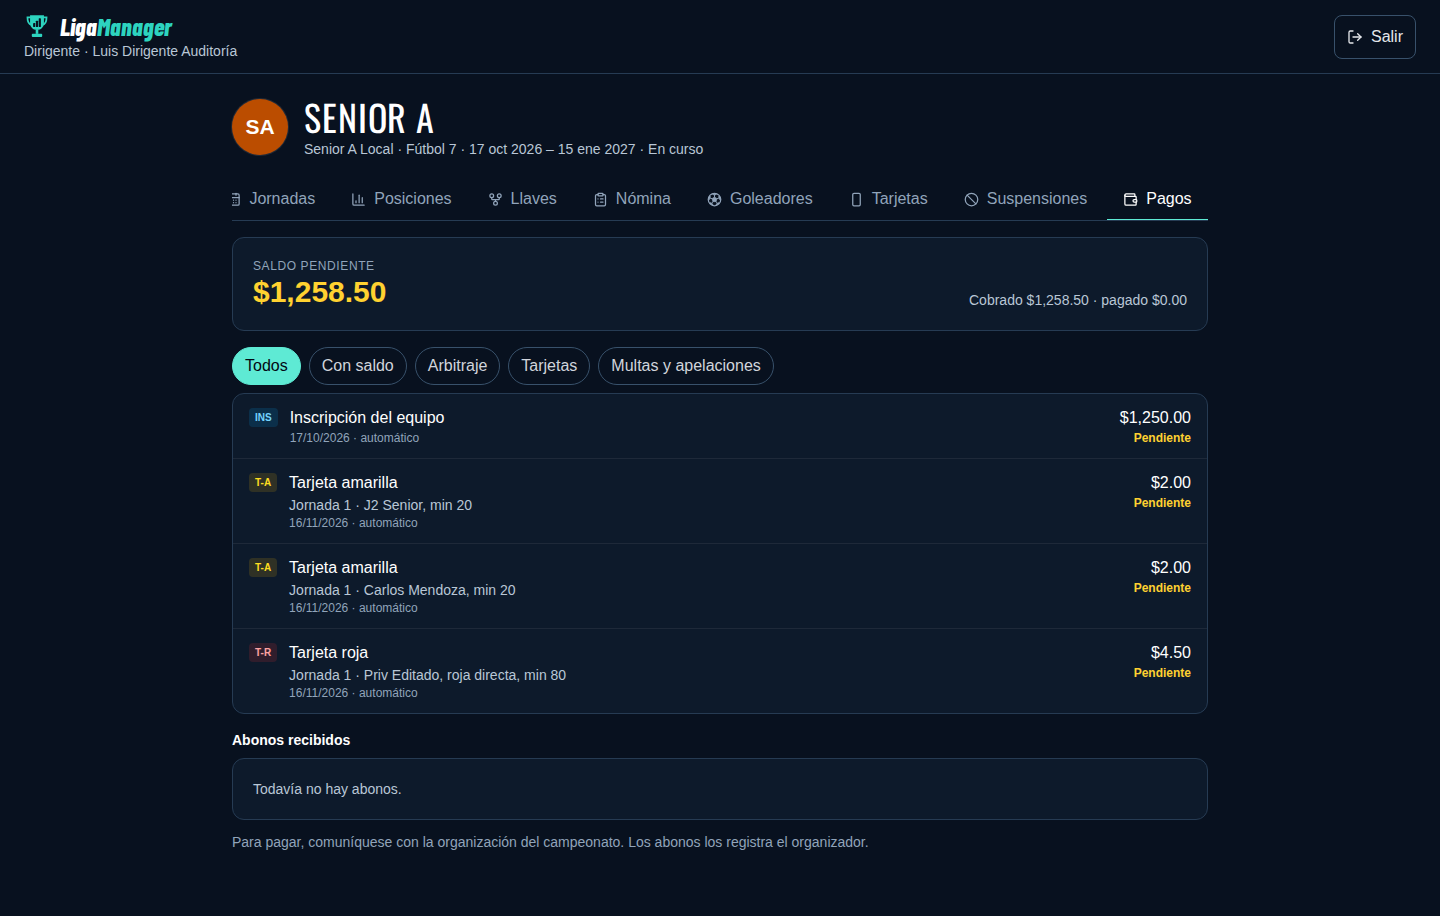 LigaManager
Dirigente · Luis Dirigente Auditoría
Salir
SA
SENIOR A
Senior A Local · Fútbol 7 · 17 oct 2026 – 15 ene 2027 · En curso
Jornadas Posiciones Llaves Nómina Goleadores Tarjetas Suspensiones Pagos
SALDO PENDIENTE
$1,258.50
Cobrado $1,258.50 · pagado $0.00
Todos Con saldo Arbitraje Tarjetas Multas y apelaciones
INS Inscripción del equipo $1,250.00
17/10/2026 · automático Pendiente
T-A Tarjeta amarilla $2.00
Jornada 1 · J2 Senior, min 20 Pendiente
16/11/2026 · automático
T-A Tarjeta amarilla $2.00
Jornada 1 · Carlos Mendoza, min 20 Pendiente
16/11/2026 · automático
T-R Tarjeta roja $4.50
Jornada 1 · Priv Editado, roja directa, min 80 Pendiente
16/11/2026 · automático
Abonos recibidos
Todavía no hay abonos.
Para pagar, comuníquese con la organización del campeonato. Los abonos los registra el organizador.